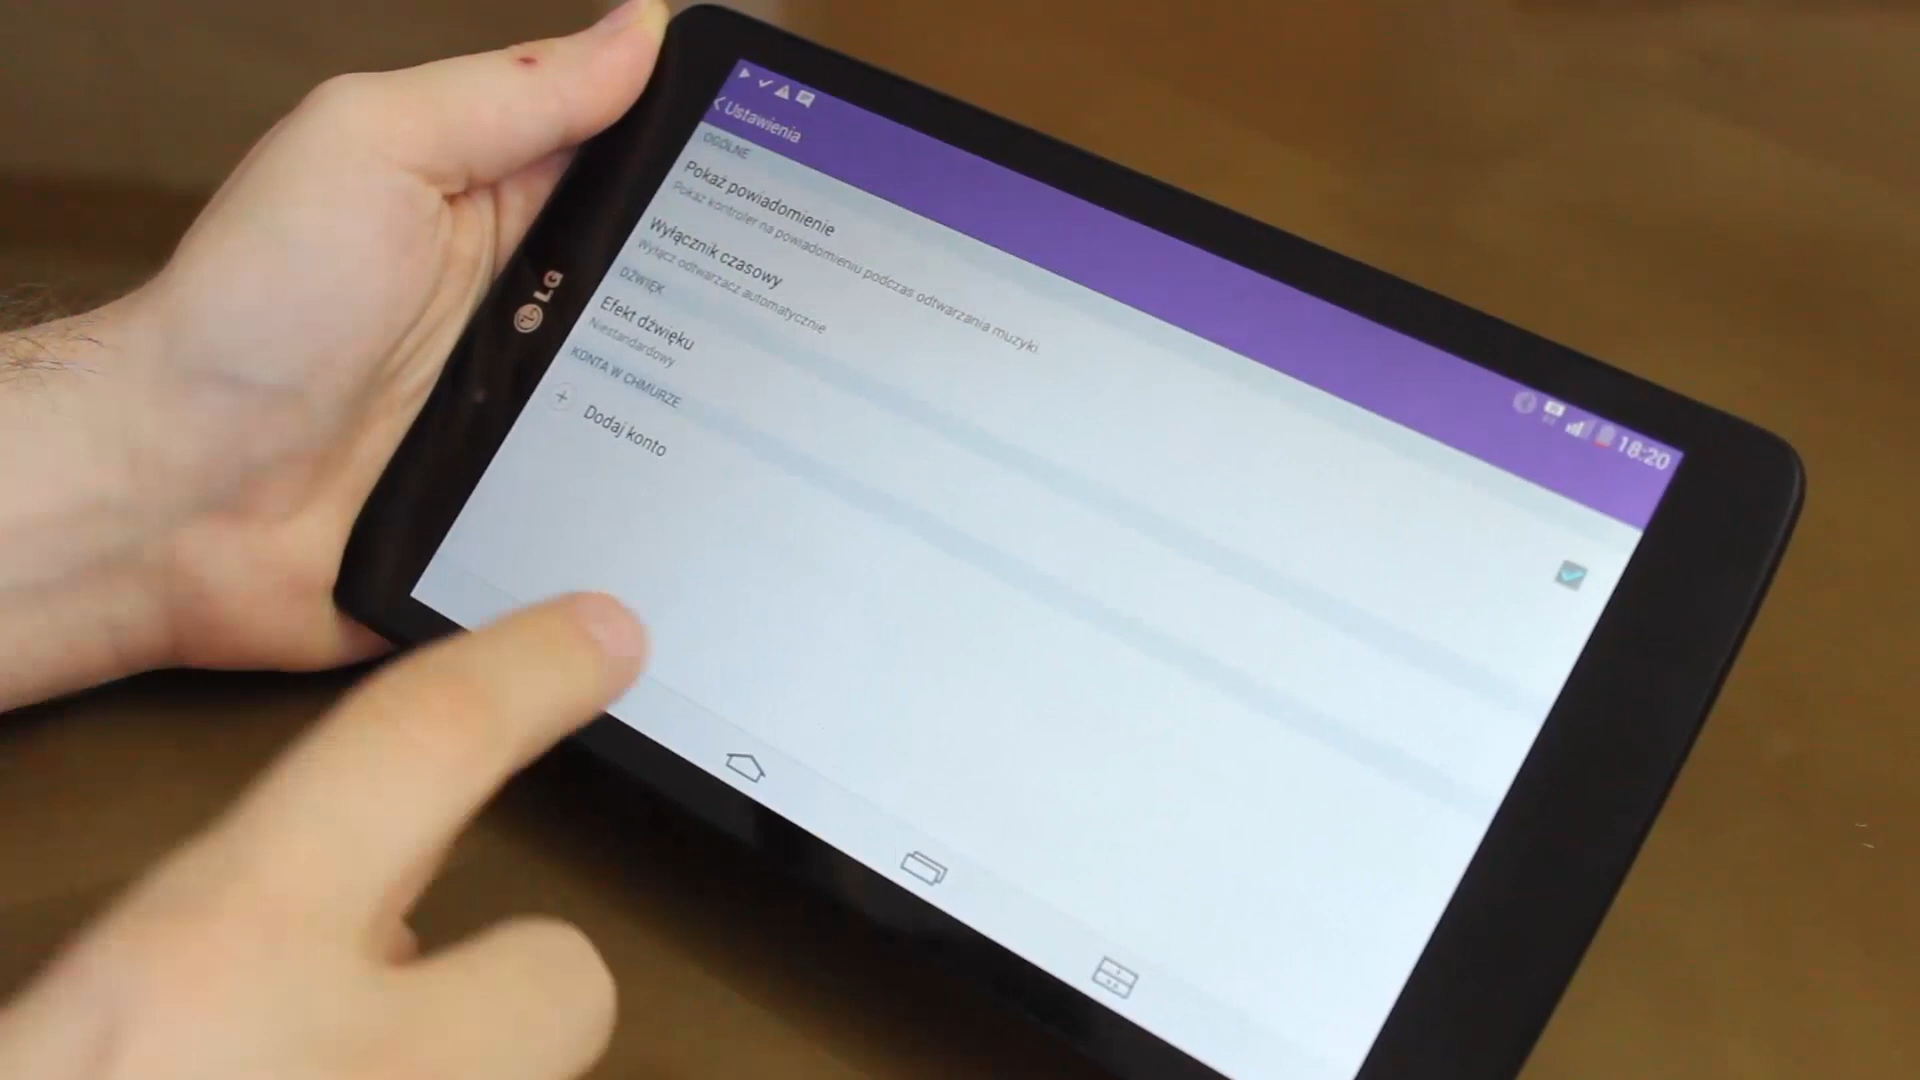 Ustawienia
OGÓLNE
Pokaż powiadomienie
Pokaż kontroler na powiadomieniu podczas odtwarzania muzyki.
Wyłącznik czasowy
Wyłącz odtwarzacz automatycznie
DŹWIĘK
Efekt dźwięku
Niestandardowy
KONTA W CHMURZE
Dodaj konto
18:20
LG